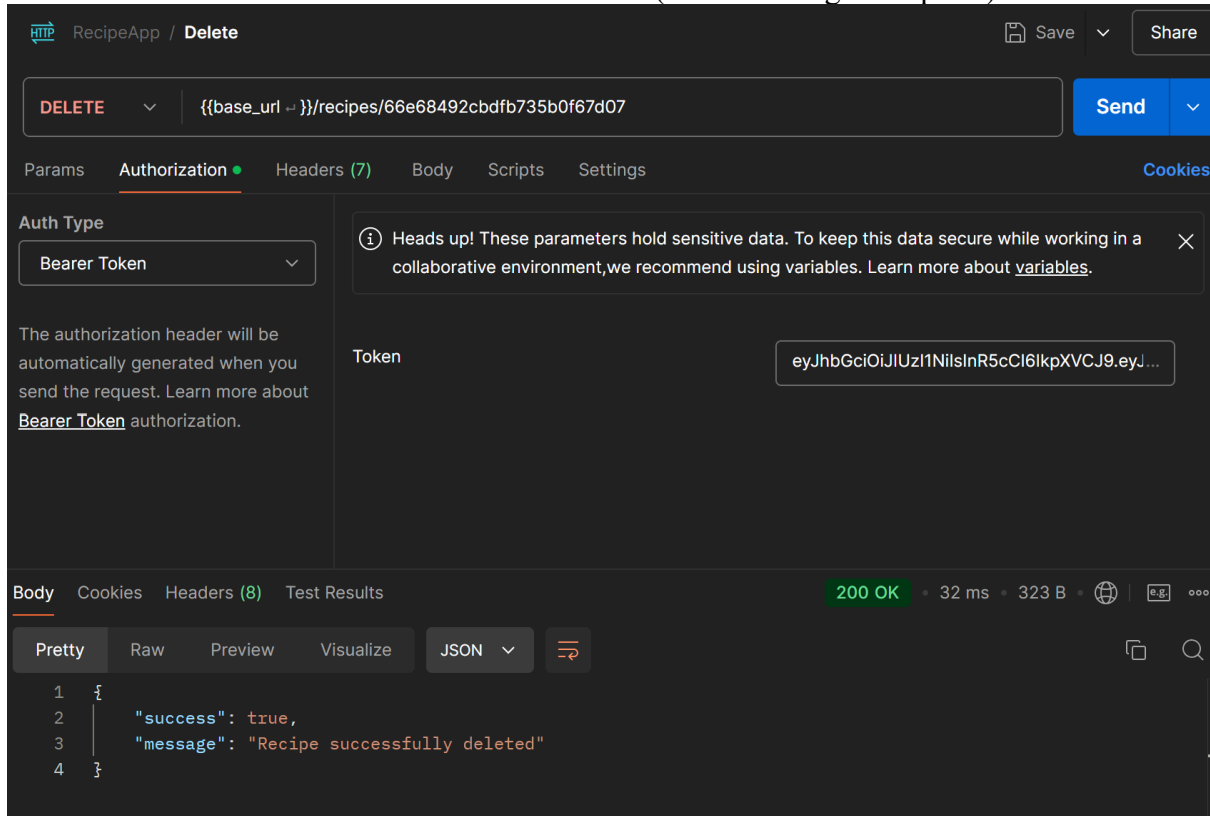 HTTP RecipeApp / Delete Save Share
DELETE {{base_url }}/recipes/66e68492cbdfb735b0f67d07 Send
Params Authorization Headers (7) Body Scripts Settings Cookies
Auth Type
Bearer Token
The authorization header will be
automatically generated when you
send the request. Learn more about
Bearer Token authorization.
Heads up! These parameters hold sensitive data. To keep this data secure while working in a
collaborative environment,we recommend using variables. Learn more about variables.
Token eyJhbGciOiJIUzI1NiIsInR5cCI6IkpXVCJ9.eyJ...
Body Cookies Headers (8) Test Results 200 OK 32 ms 323 B e.g.
Pretty Raw Preview Visualize JSON
1 {
2 "success": true,
3 "message": "Recipe successfully deleted"
4 }